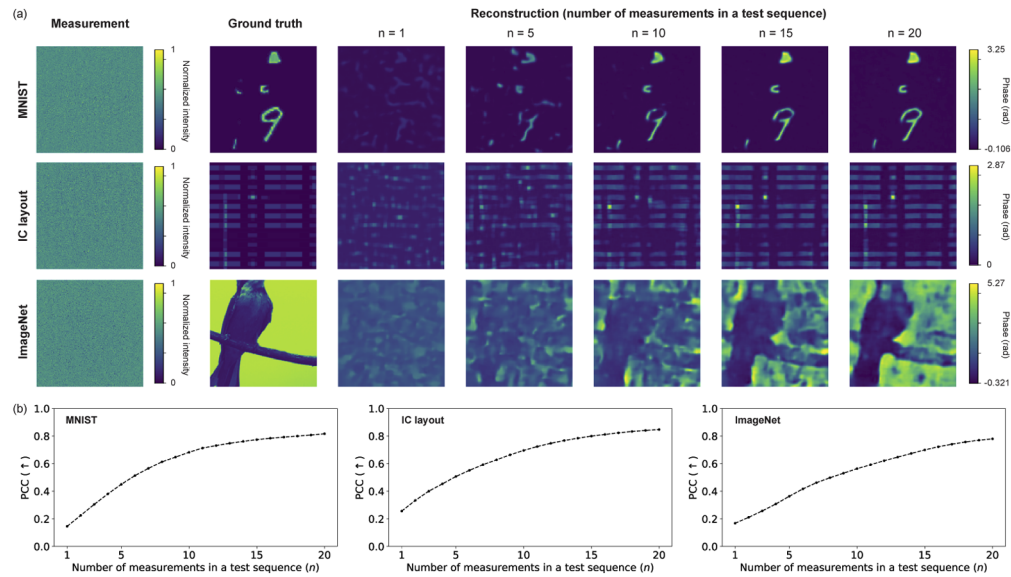 (a)
Measurement
Ground truth
Reconstruction (number of measurements in a test sequence)
n = 1
n = 5
n = 10
n = 15
n = 20
MNIST
1
0
Normalized intensity
3.25
-0.106
Phase (rad)
IC layout
1
0
Normalized intensity
2.87
0
Phase (rad)
ImageNet
1
0
Normalized intensity
5.27
-0.321
Phase (rad)
(b)
MNIST
PCC (↑)
1.0
0.8
0.6
0.4
0.2
0.0
1 5 10 15 20
Number of measurements in a test sequence (n)
IC layout
PCC (↑)
1.0
0.8
0.6
0.4
0.2
0.0
1 5 10 15 20
Number of measurements in a test sequence (n)
ImageNet
PCC (↑)
1.0
0.8
0.6
0.4
0.2
0.0
1 5 10 15 20
Number of measurements in a test sequence (n)